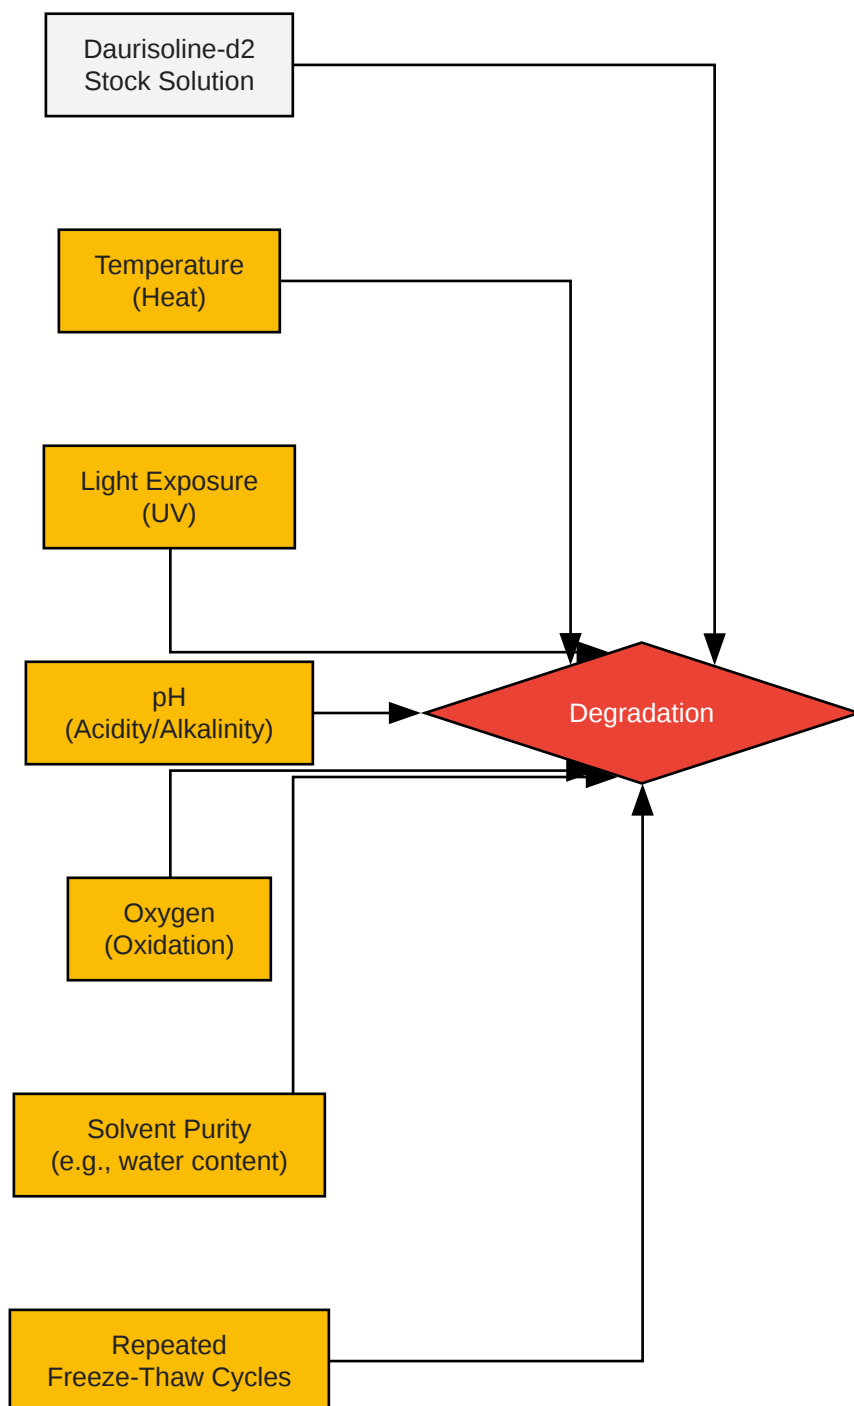 Daurisoline-d2
Stock Solution
Temperature
(Heat)
Light Exposure
(UV)
pH
(Acidity/Alkalinity)
Degradation
Oxygen
(Oxidation)
Solvent Purity
(e.g., water content)
Repeated
Freeze-Thaw Cycles